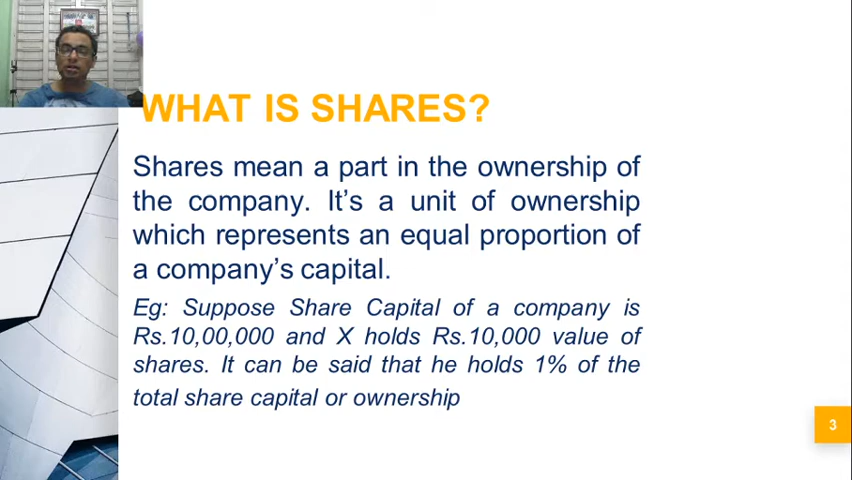 WHAT IS SHARES?
Shares mean a part in the ownership of
the company. It’s a unit of ownership
which represents an equal proportion of
a company’s capital.
Eg: Suppose Share Capital of a company is
Rs.10,00,000 and X holds Rs.10,000 value of
shares. It can be said that he holds 1% of the
total share capital or ownership
3